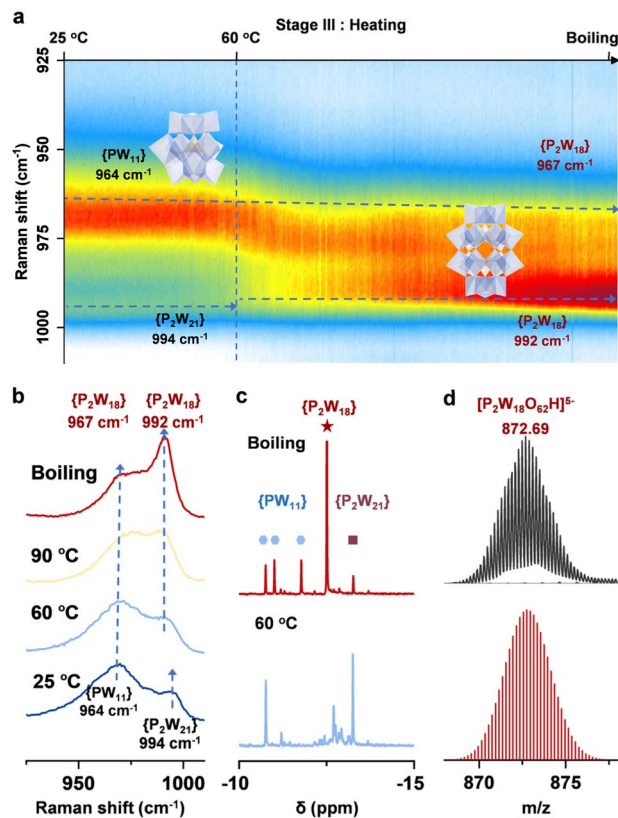 a
Stage III : Heating
25 °C 60 °C Boiling
925
950
975
1000
Raman shift (cm⁻¹)
{PW₁₁}
964 cm⁻¹
{P₂W₁₈}
967 cm⁻¹
{P₂W₂₁}
994 cm⁻¹
{P₂W₁₈}
992 cm⁻¹
b
{P₂W₁₈} {P₂W₁₈}
967 cm⁻¹ 992 cm⁻¹
Boiling
90 °C
60 °C
25 °C
{PW₁₁}
964 cm⁻¹
{P₂W₂₁}
994 cm⁻¹
950 1000
Raman shift (cm⁻¹)
c
{P₂W₁₈}
Boiling
{PW₁₁} {P₂W₂₁}
60 °C
-10 -15
δ (ppm)
d
[P₂W₁₈O₆₂H]⁵⁻
872.69
870 875
m/z